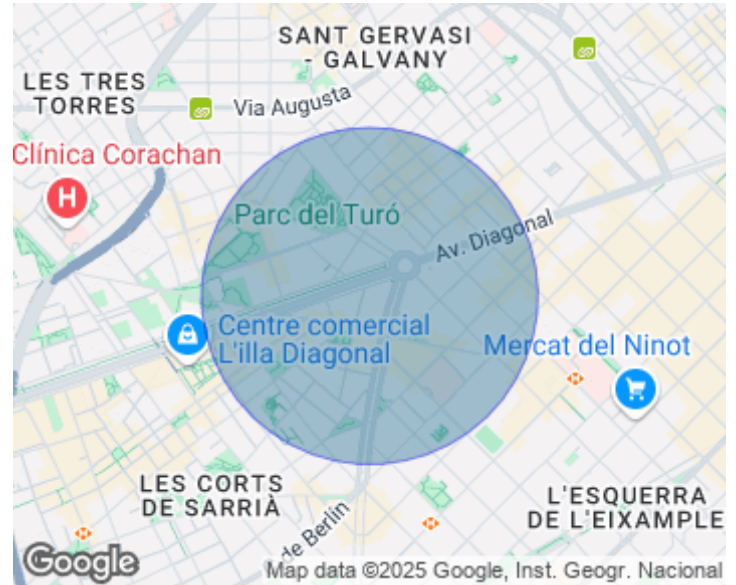 SANT GERVASI
- GALVANY
LES TRES
TORRES
Via Augusta
Clínica Corachan
H
Parc del Turó
Av. Diagonal
Centre comercial
L'illa Diagonal
Mercat del Ninot
LES CORTS
DE SARRIÀ
L'ESQUERRA
DE L'EIXAMPLE
de Berlín
Google
Map data ©2025 Google, Inst. Geogr. Nacional